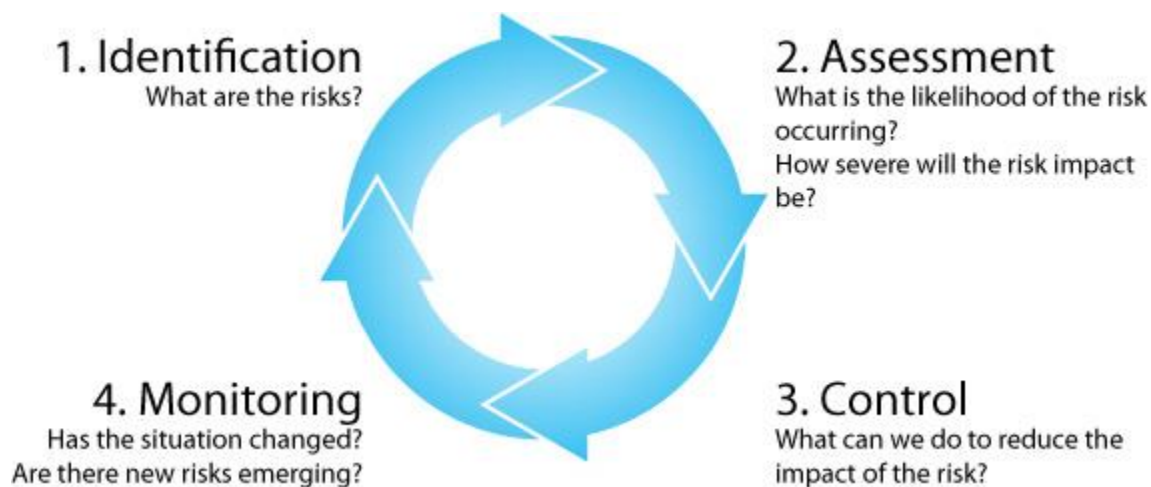 1. Identification
What are the risks?
2. Assessment
What is the likelihood of the risk
occurring?
How severe will the risk impact
be?
3. Control
What can we do to reduce the
impact of the risk?
4. Monitoring
Has the situation changed?
Are there new risks emerging?